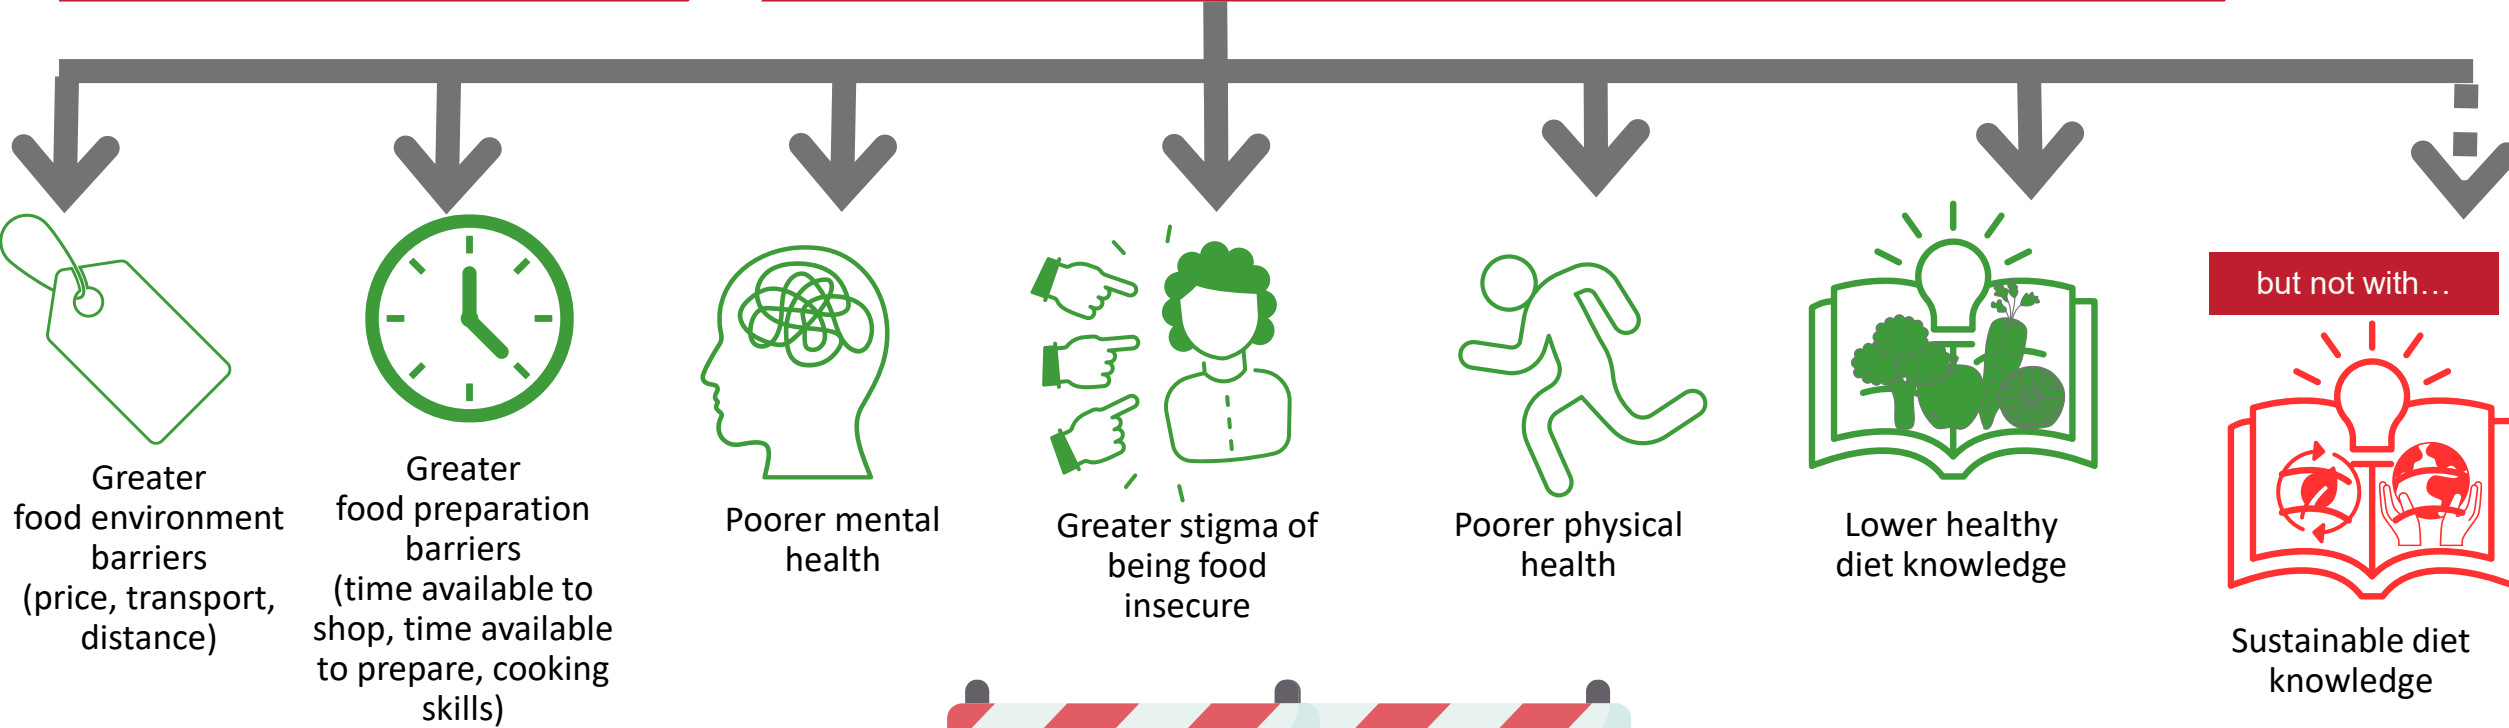 Greater
food environment
barriers
(price, transport,
distance)
Greater
food preparation
barriers
(time available to
shop, time available
to prepare, cooking
skills)
Poorer mental
health
Greater stigma of
being food
insecure
Poorer physical
health
Lower healthy
diet knowledge
but not with…
Sustainable diet
knowledge